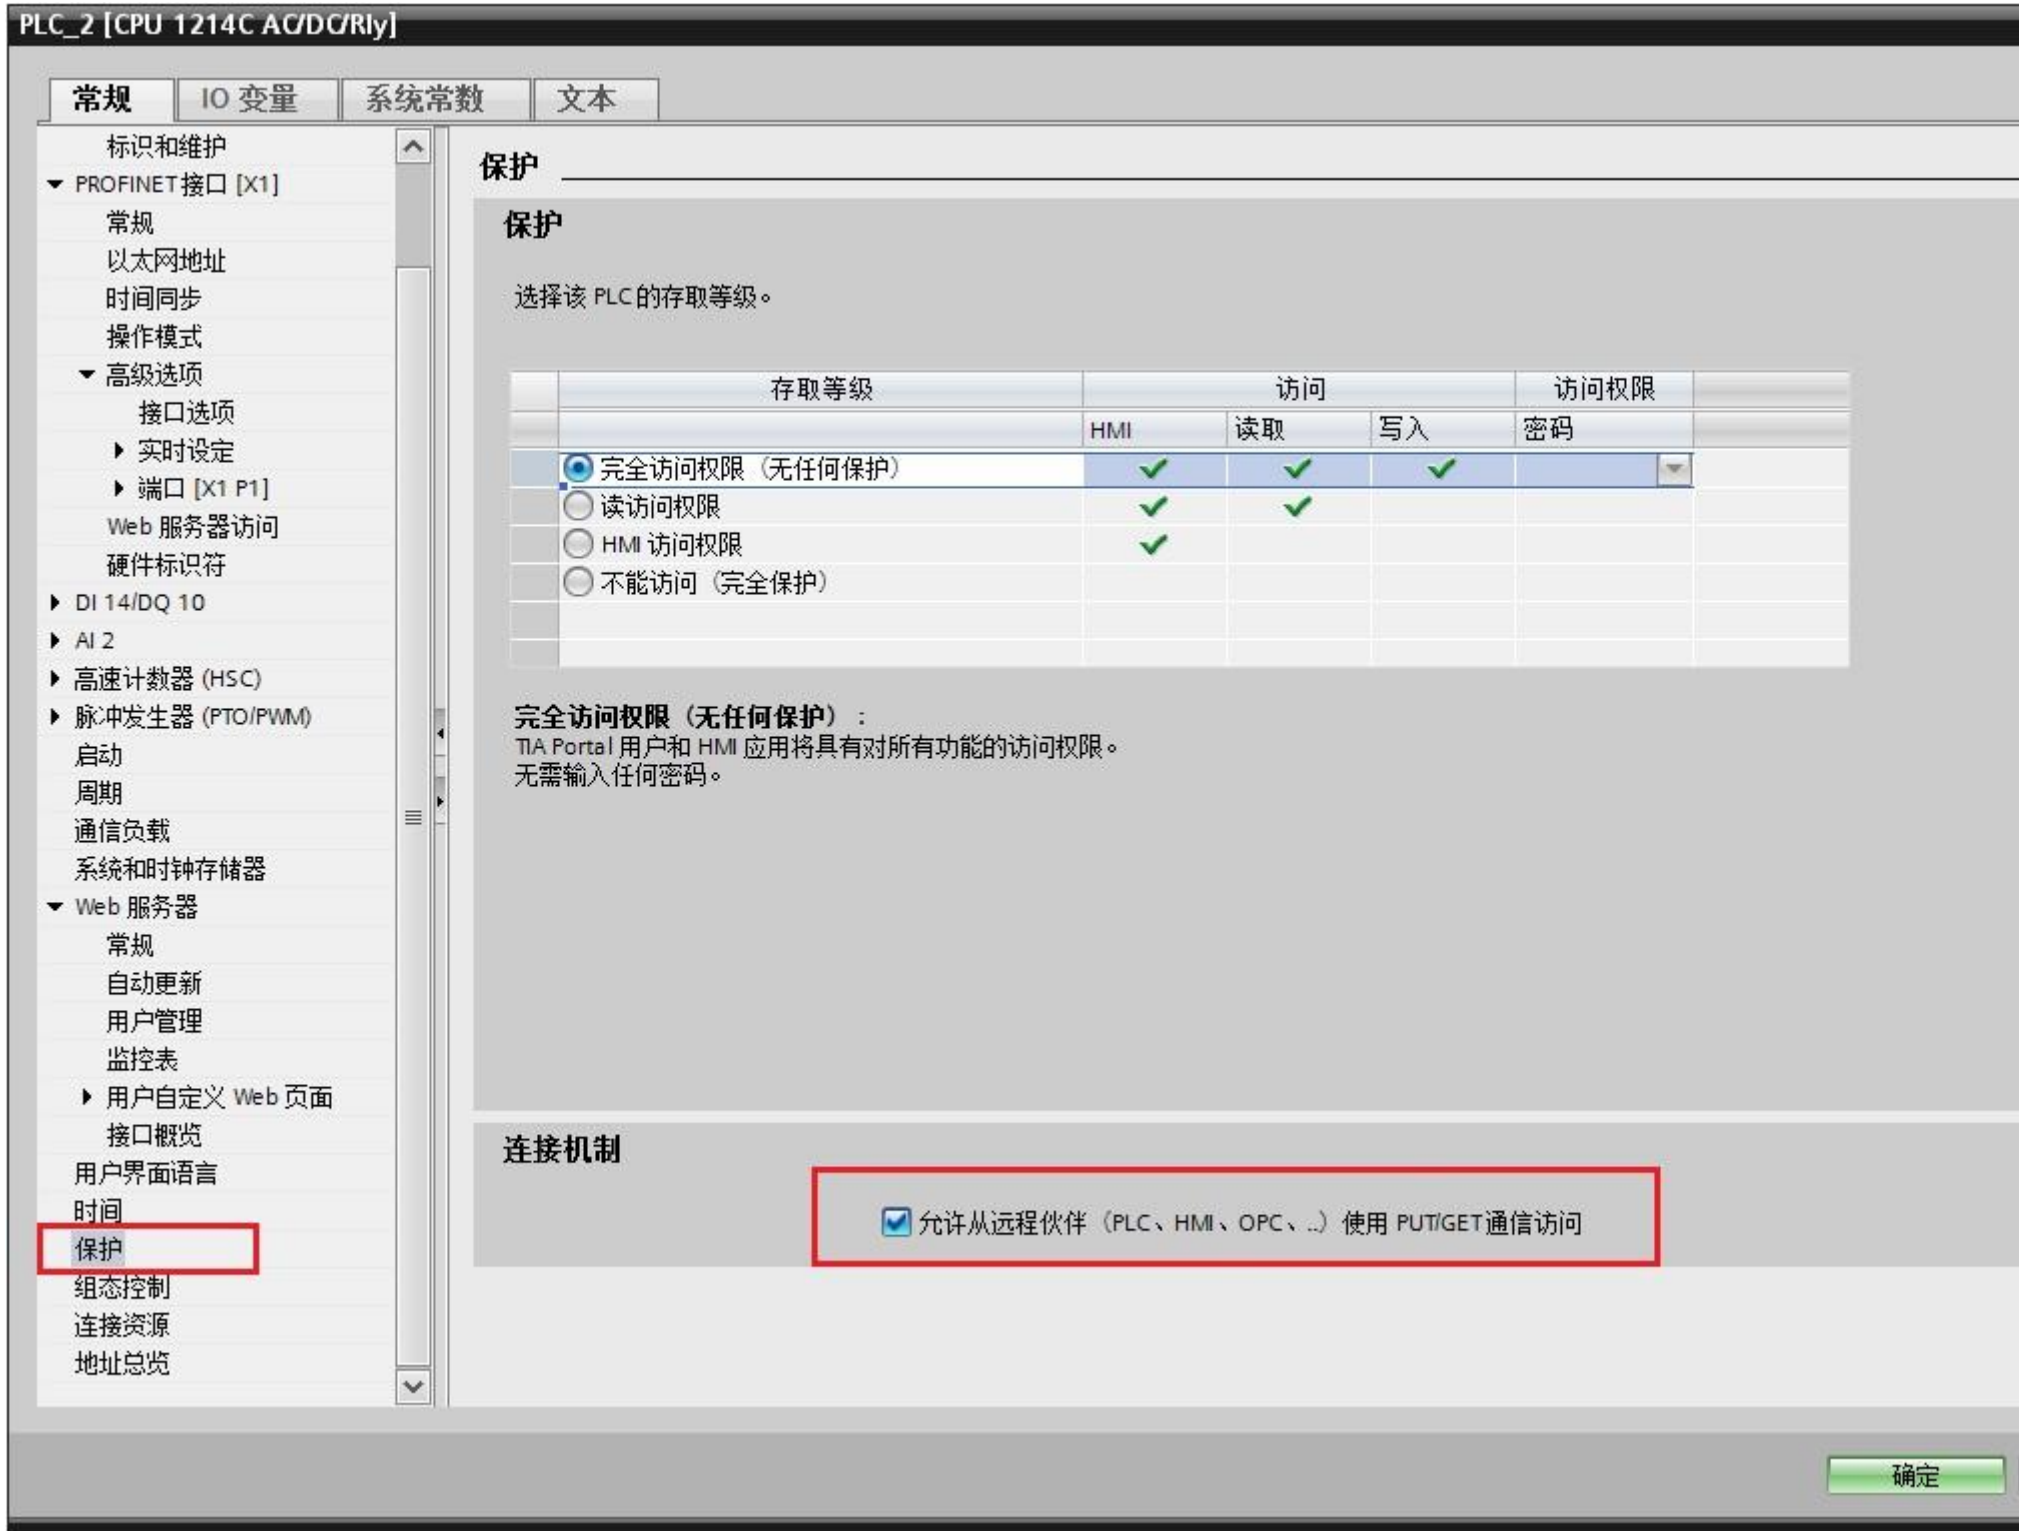 PLC_2 [CPU 1214C AC/DC/Rly]
常规 IO 变量 系统常数 文本
标识和维护
PROFINET接口 [X1]
常规
以太网地址
时间同步
操作模式
高级选项
接口选项
实时设定
端口 [X1 P1]
Web 服务器访问
硬件标识符
DI 14/DQ 10
AI 2
高速计数器 (HSC)
脉冲发生器 (PTO/PWM)
启动
周期
通信负载
系统和时钟存储器
Web 服务器
常规
自动更新
用户管理
监控表
用户自定义 Web 页面
接口概览
用户界面语言
时间
保护
组态控制
连接资源
地址总览
保护
保护
选择该 PLC的存取等级。
存取等级 访问 访问权限
HMI 读取 写入 密码
完全访问权限（无任何保护）
读访问权限
HMI 访问权限
不能访问（完全保护）
完全访问权限（无任何保护）：
TIA Portal 用户和 HMI 应用将具有对所有功能的访问权限。
无需输入任何密码。
连接机制
允许从远程伙伴（PLC、HMI、OPC、..）使用 PUT/GET通信访问
确定